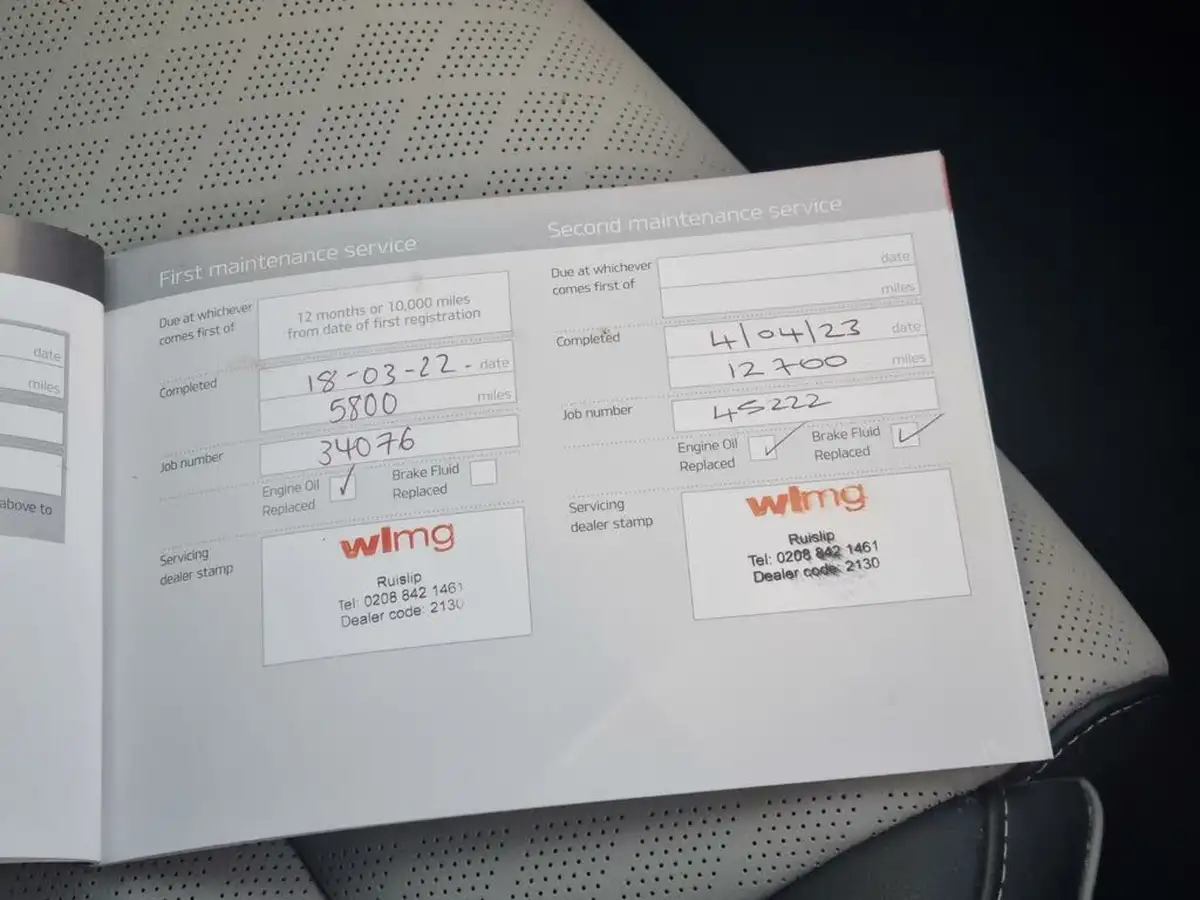 date
miles
above to
First maintenance service
Due at whichever
comes first of
12 months or 10,000 miles
from date of first registration
Completed
18-03-22 - date
5800 miles
Job number
34076
Engine Oil
Replaced ✓
Brake Fluid
Replaced
Servicing
dealer stamp
wlmg
Ruislip
Tel: 0208 842 1461
Dealer code: 2130
Second maintenance service
Due at whichever
comes first of
date
miles
Completed
4/04/23 date
12700 miles
Job number
45222
Engine Oil
Replaced ✓
Brake Fluid
Replaced ✓
Servicing
dealer stamp
wlmg
Ruislip
Tel: 0208 842 1461
Dealer code: 2130